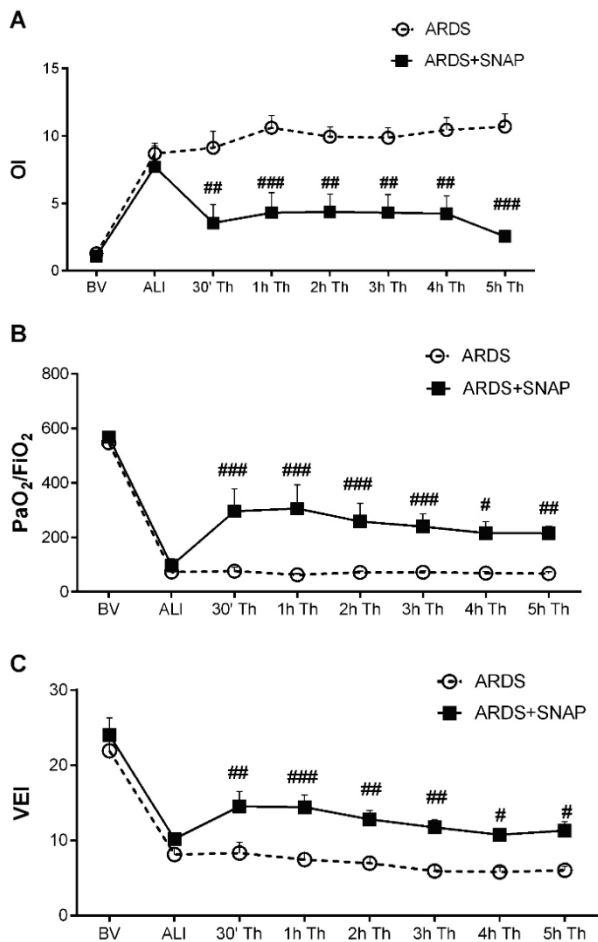 A
ARDS
ARDS+SNAP
15
10
5
0
OI
## ### ## ## ## ###
BV ALI 30' Th 1h Th 2h Th 3h Th 4h Th 5h Th
B
ARDS
ARDS+SNAP
800
600
400
200
0
PaO₂/FiO₂
### ### ### ### # ##
BV ALI 30' Th 1h Th 2h Th 3h Th 4h Th 5h Th
C
ARDS
ARDS+SNAP
30
20
10
0
VEI
## ### ## ## # #
BV ALI 30' Th 1h Th 2h Th 3h Th 4h Th 5h Th